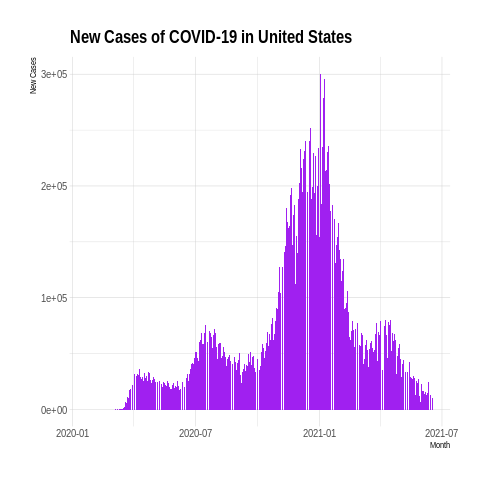 New Cases of COVID-19 in United States
New Cases
3e+05
2e+05
1e+05
0e+00
2020-01 2020-07 2021-01 2021-07
Month